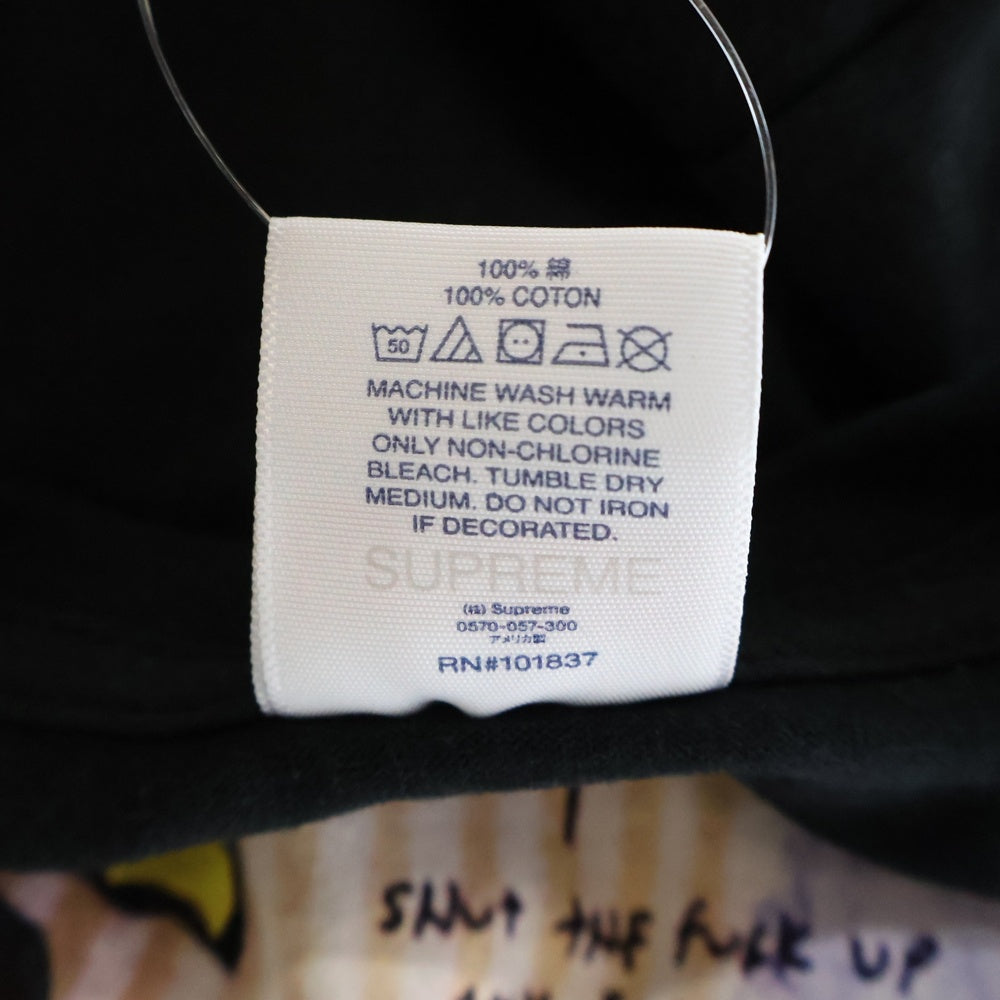 100% 綿
100% COTON
50
MACHINE WASH WARM
WITH LIKE COLORS
ONLY NON-CHLORINE
BLEACH. TUMBLE DRY
MEDIUM. DO NOT IRON
IF DECORATED.
SUPREME
(株) Supreme
0570-057-300
アメリカ製
RN#101837
SHUT THE FUCK UP